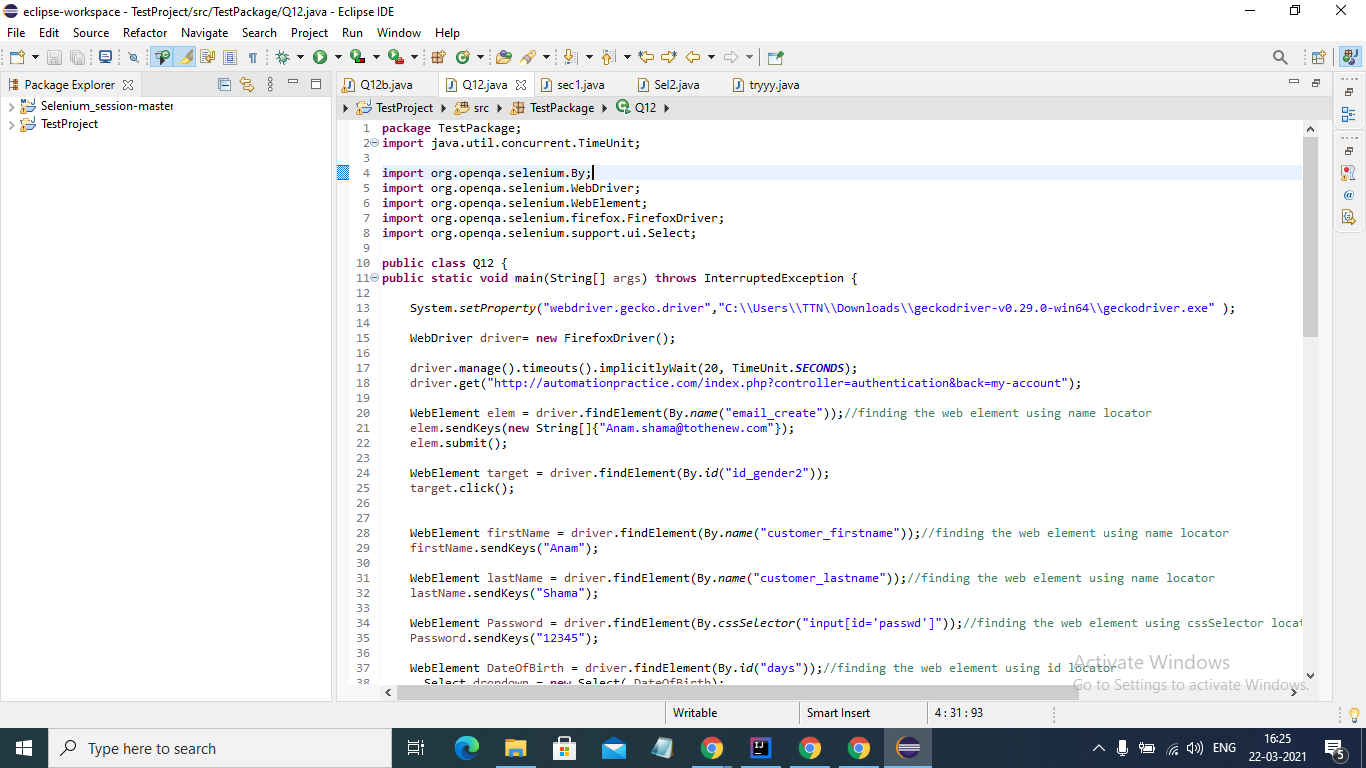 eclipse-workspace - TestProject/src/TestPackage/Q12.java - Eclipse IDE
File Edit Source Refactor Navigate Search Project Run Window Help
Package Explorer
Q12b.java Q12.java sec1.java Sel2.java tryyy.java
Selenium_session-master
TestProject
TestProject src TestPackage Q12
1 package TestPackage;
2 import java.util.concurrent.TimeUnit;
3
4 import org.openqa.selenium.By;
5 import org.openqa.selenium.WebDriver;
6 import org.openqa.selenium.WebElement;
7 import org.openqa.selenium.firefox.FirefoxDriver;
8 import org.openqa.selenium.support.ui.Select;
9
10 public class Q12 {
11 public static void main(String[] args) throws InterruptedException {
12
13 System.setProperty("webdriver.gecko.driver","C:\\Users\\TTN\\Downloads\\geckodriver-v0.29.0-win64\\geckodriver.exe" );
14
15 WebDriver driver= new FirefoxDriver();
16
17 driver.manage().timeouts().implicitlyWait(20, TimeUnit.SECONDS);
18 driver.get("http://automationpractice.com/index.php?controller=authentication&back=my-account");
19
20 WebElement elem = driver.findElement(By.name("email_create"));//finding the web element using name locator
21 elem.sendKeys(new String[]{"Anam.shama@tothenew.com"});
22 elem.submit();
23
24 WebElement target = driver.findElement(By.id("id_gender2"));
25 target.click();
26
27
28 WebElement firstName = driver.findElement(By.name("customer_firstname"));//finding the web element using name locator
29 firstName.sendKeys("Anam");
30
31 WebElement lastName = driver.findElement(By.name("customer_lastname"));//finding the web element using name locator
32 lastName.sendKeys("Shama");
33
34 WebElement Password = driver.findElement(By.cssSelector("input[id='passwd']"));//finding the web element using cssSelector locat
35 Password.sendKeys("12345");
36
37 WebElement DateOfBirth = driver.findElement(By.id("days"));//finding the web element using id locator
38 Select dropdown = new Select( DateOfBirth);
Activate Windows
Go to Settings to activate Windows.
Writable Smart Insert 4 : 31 : 93
Type here to search
ENG 16:25
22-03-2021
5